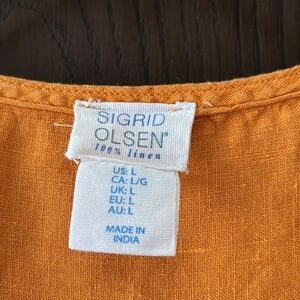 SIGRID
OLSEN®
100% linen
US: L
CA: L/G
UK: L
EU: L
AU: L
MADE IN
INDIA